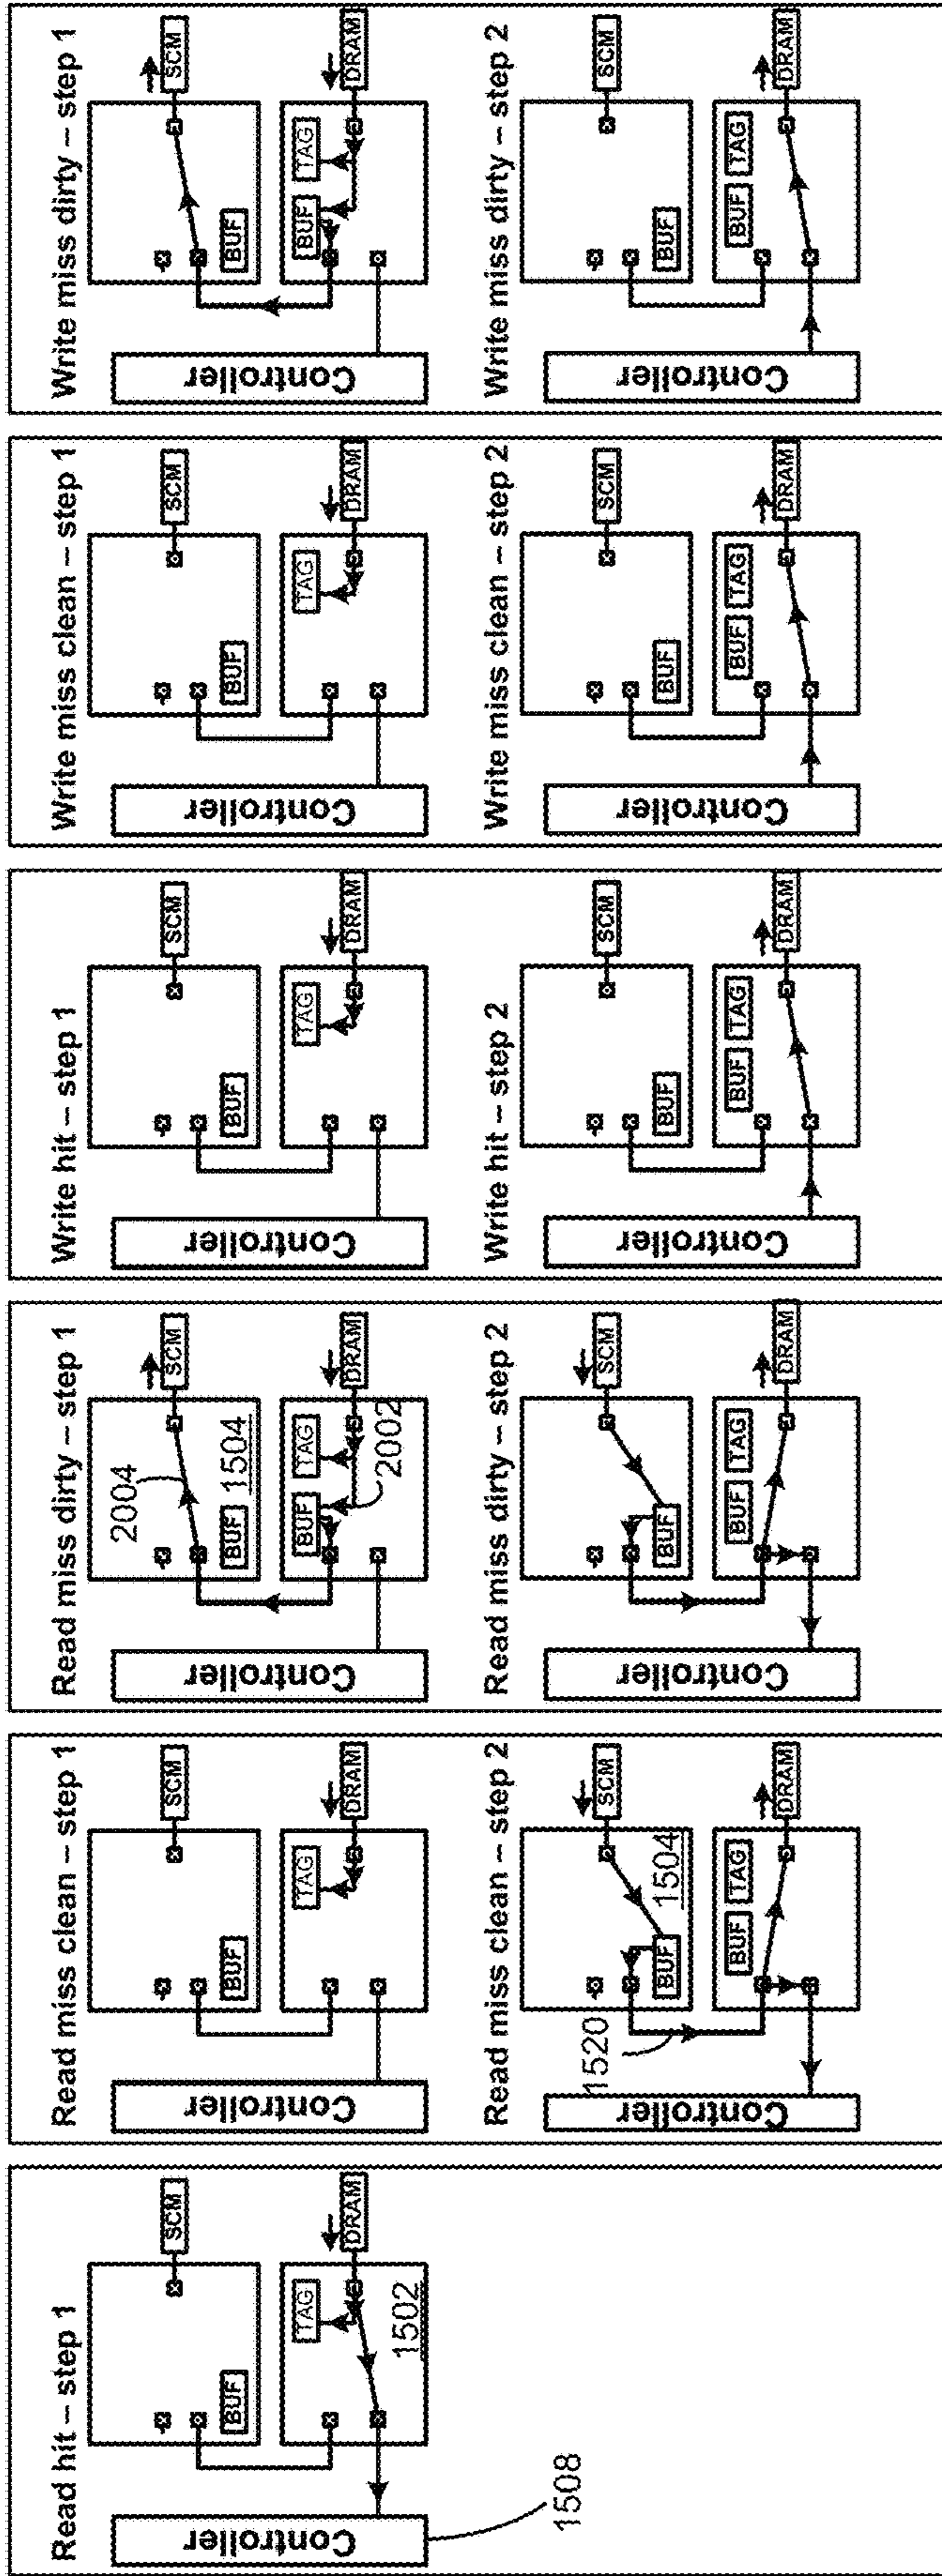 Read hit – step 1
SCM
BUF
TAG
DRAM
1502
Controller
1508
Read miss clean – step 1
SCM
BUF
TAG
DRAM
Controller
Read miss clean – step 2
SCM
BUF
1504
1520
BUF TAG
DRAM
Controller
Read miss dirty – step 1
2004
SCM
BUF 1504
BUF TAG
DRAM
2002
Controller
Read miss dirty – step 2
SCM
BUF
BUF TAG
DRAM
Controller
Write hit – step 1
SCM
BUF
TAG
DRAM
Controller
Write hit – step 2
SCM
BUF
BUF TAG
DRAM
Controller
Write miss clean – step 1
SCM
BUF
TAG
DRAM
Controller
Write miss clean – step 2
SCM
BUF
BUF TAG
DRAM
Controller
Write miss dirty – step 1
SCM
BUF
BUF TAG
DRAM
Controller
Write miss dirty – step 2
SCM
BUF
BUF TAG
DRAM
Controller